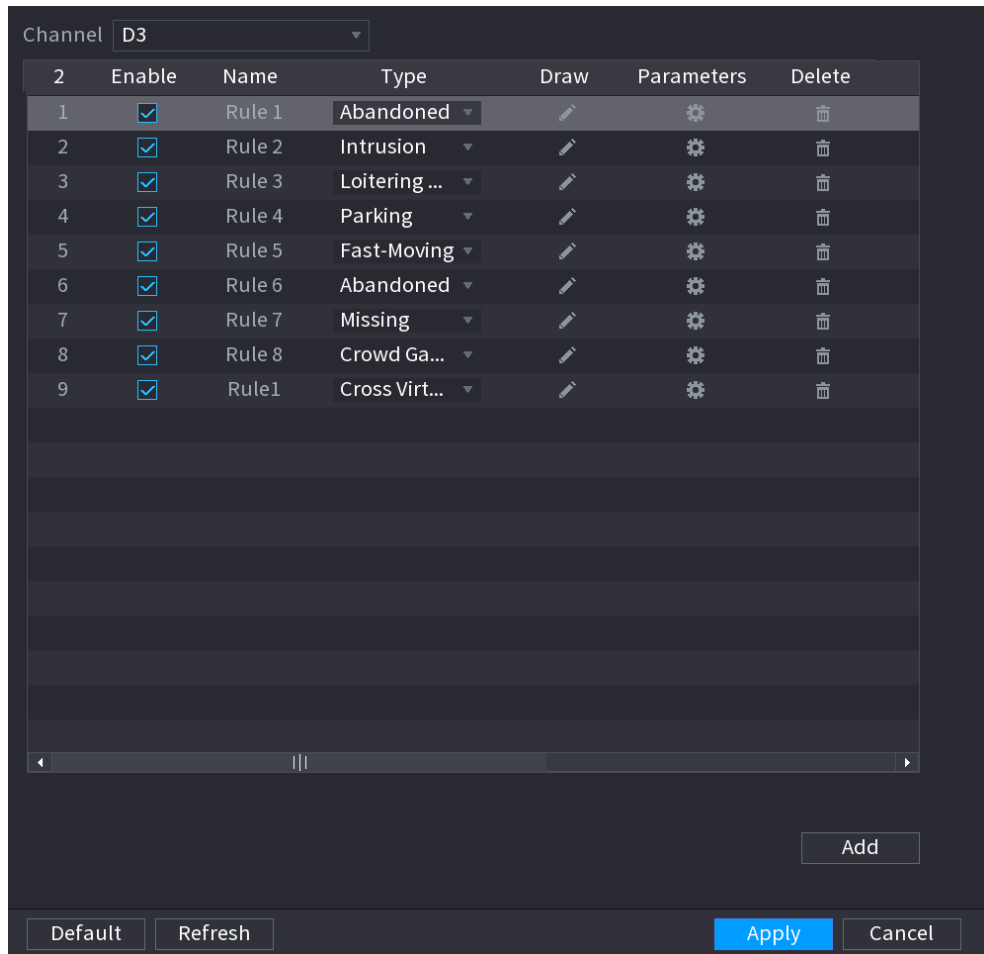 Channel D3
2 Enable Name Type Draw Parameters Delete
1 Rule 1 Abandoned
2 Rule 2 Intrusion
3 Rule 3 Loitering ...
4 Rule 4 Parking
5 Rule 5 Fast-Moving
6 Rule 6 Abandoned
7 Rule 7 Missing
8 Rule 8 Crowd Ga...
9 Rule1 Cross Virt...
Add
Default Refresh Apply Cancel